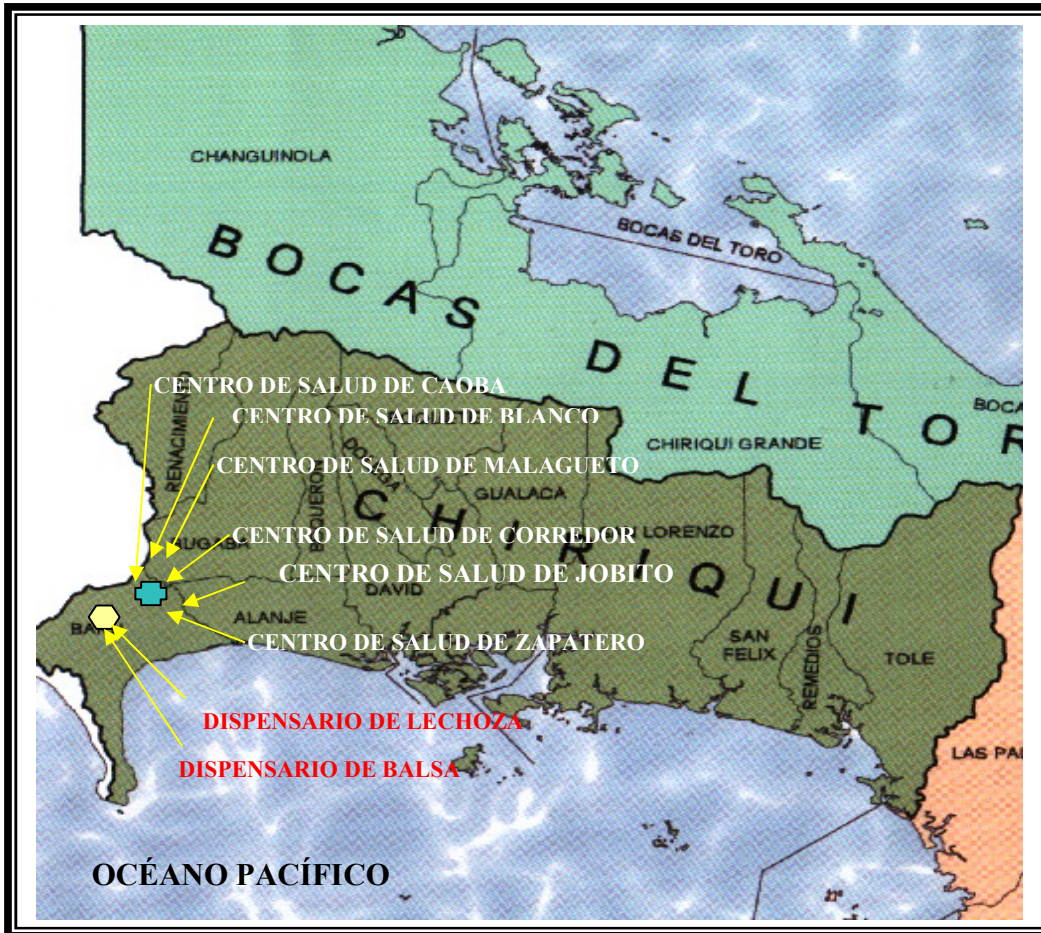 CHANGUINOLA
BOCAS DEL TORO
BOCAS DEL TOR
CENTRO DE SALUD DE CAOBA
RENACIMIENTO
BOCA
CENTRO DE SALUD DE BLANCO
CHIRIQUI GRANDE
CENTRO DE SALUD DE MALAGUETO
GUALACA
CHIRIQUI
LORENZO
CENTRO DE SALUD DE CORREDOR
BUGABA
CENTRO DE SALUD DE JOBITO
DAVID
ALANJE
BA
CENTRO DE SALUD DE ZAPATERO
SAN
FELIX
REMEDIOS
TOLE
DISPENSARIO DE LECHOZA
LAS PA
DISPENSARIO DE BALSA
OCÉANO PACÍFICO